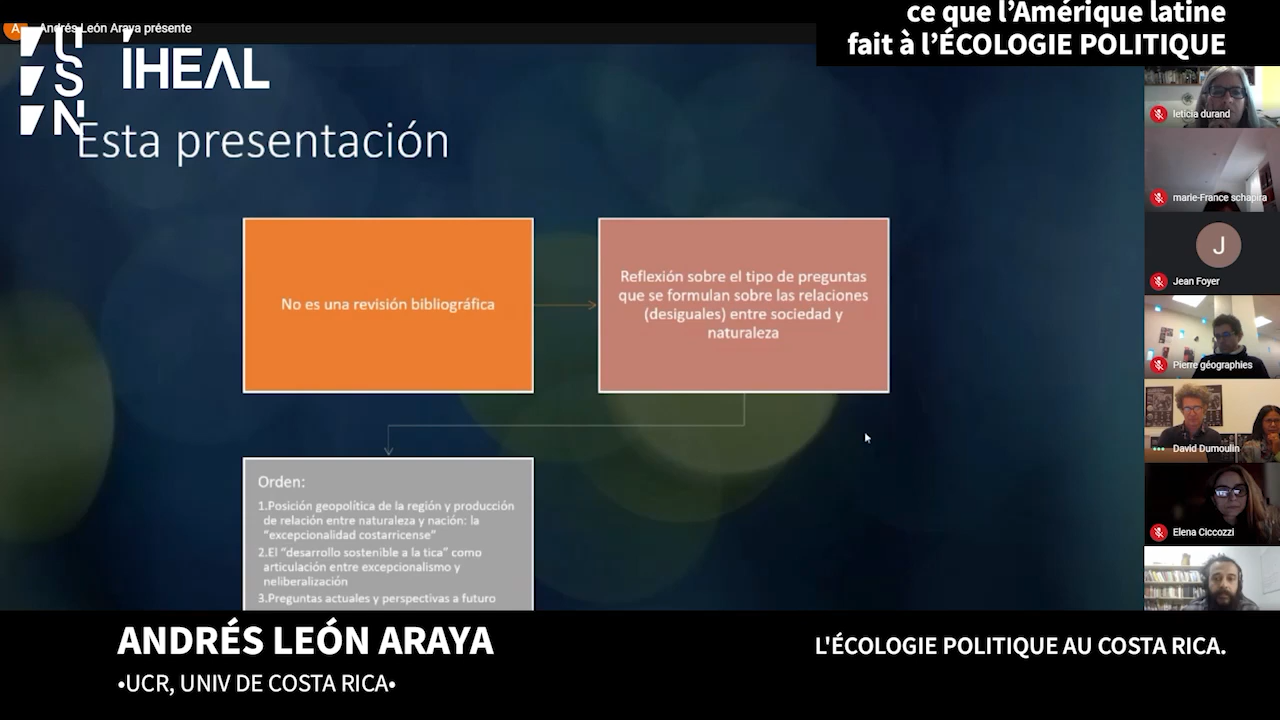 A
Andrés León Araya présente
ce que l'Amérique latine
fait à l'ÉCOLOGIE POLITIQUE
U
S
N
IHEAL
Esta presentación
No es una revisión bibliográfica
Reflexión sobre el tipo de preguntas
que se formulan sobre las relaciones
(desiguales) entre sociedad y
naturaleza
Orden:
1.Posición geopolítica de la región y producción
de relación entre naturaleza y nación: la
"excepcionalidad costarricense"
2.El "desarrollo sostenible a la tica" como
articulación entre excepcionalismo y
neliberalización
3.Preguntas actuales y perspectivas a futuro
leticia durand
marie-France schapira
J
Jean Foyer
Pierre géographies
David Dumoulin
Elena Ciccozzi
ANDRÉS LEÓN ARAYA
•UCR, UNIV DE COSTA RICA•
L'ÉCOLOGIE POLITIQUE AU COSTA RICA.